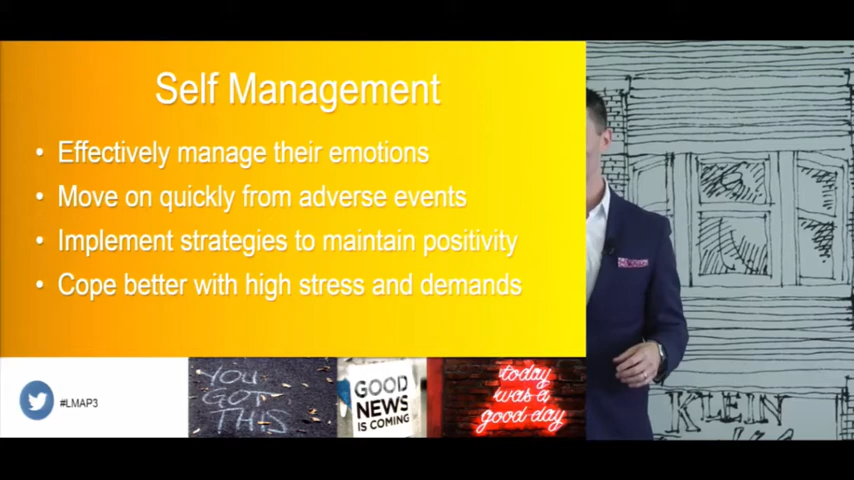 Self Management
• Effectively manage their emotions
• Move on quickly from adverse events
• Implement strategies to maintain positivity
• Cope better with high stress and demands
#LMAP3
YOU
GOT
THIS
GOOD
NEWS
IS COMING
today
was a
good day
KLEIN